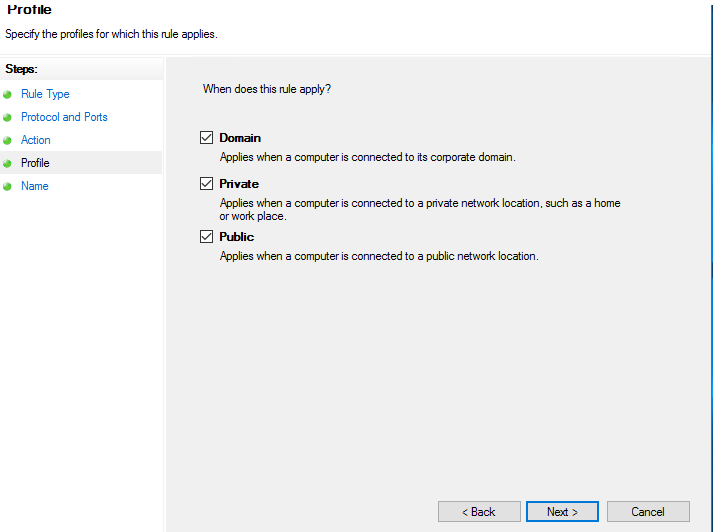 Profile
Specify the profiles for which this rule applies.
Steps:
Rule Type
Protocol and Ports
Action
Profile
Name
When does this rule apply?
Domain
Applies when a computer is connected to its corporate domain.
Private
Applies when a computer is connected to a private network location, such as a home
or work place.
Public
Applies when a computer is connected to a public network location.
< Back
Next >
Cancel